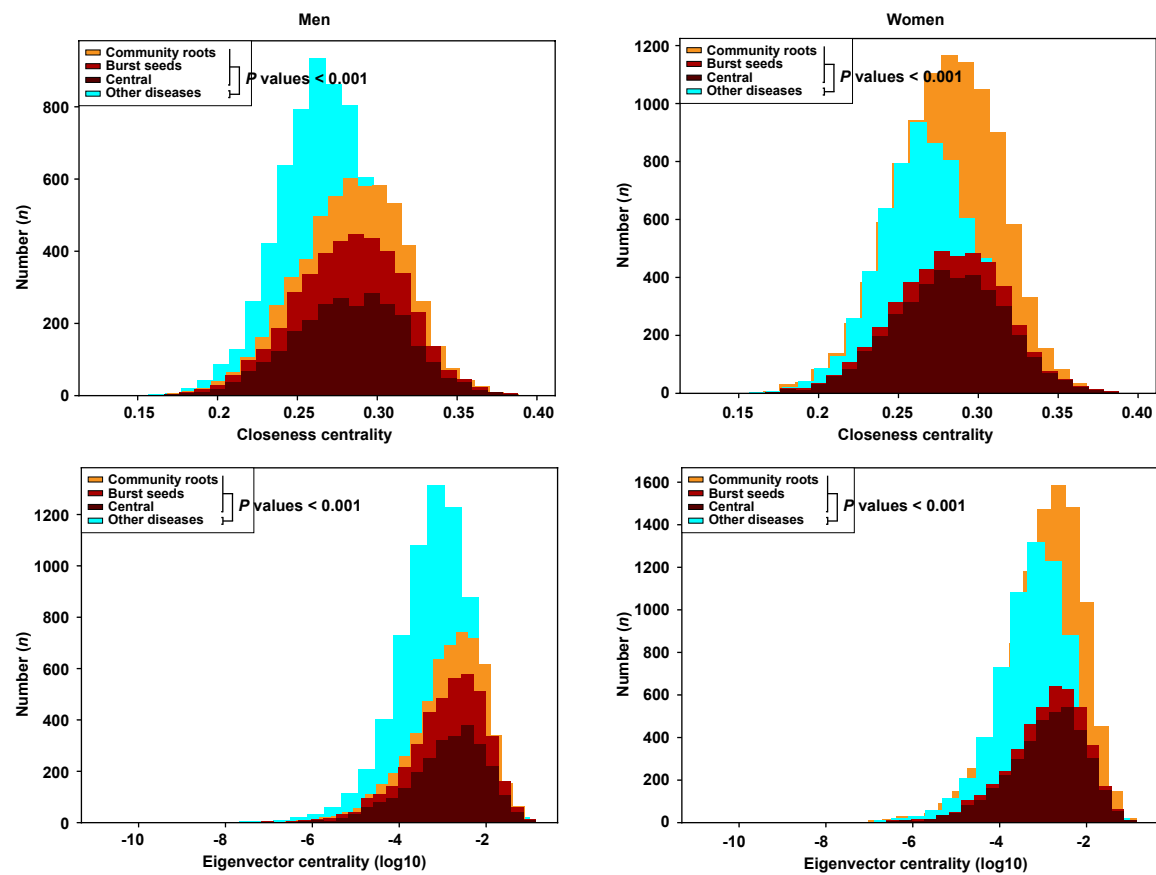 Men
Community roots
Burst seeds
Central
Other diseases
P values < 0.001
800
600
400
200
0
Number (n)
0.15 0.2 0.25 0.30 0.35 0.40
Closeness centrality
Women
Community roots
Burst seeds
Central
Other diseases
P values < 0.001
1200
1000
800
600
400
200
0
Number (n)
0.15 0.2 0.25 0.30 0.35 0.40
Closeness centrality
Community roots
Burst seeds
Central
Other diseases
P values < 0.001
1200
1000
800
600
400
200
0
Number (n)
-10 -8 -6 -4 -2
Eigenvector centrality (log10)
Community roots
Burst seeds
Central
Other diseases
P values < 0.001
1600
1400
1200
1000
800
600
400
200
0
Number (n)
-10 -8 -6 -4 -2
Eigenvector centrality (log10)